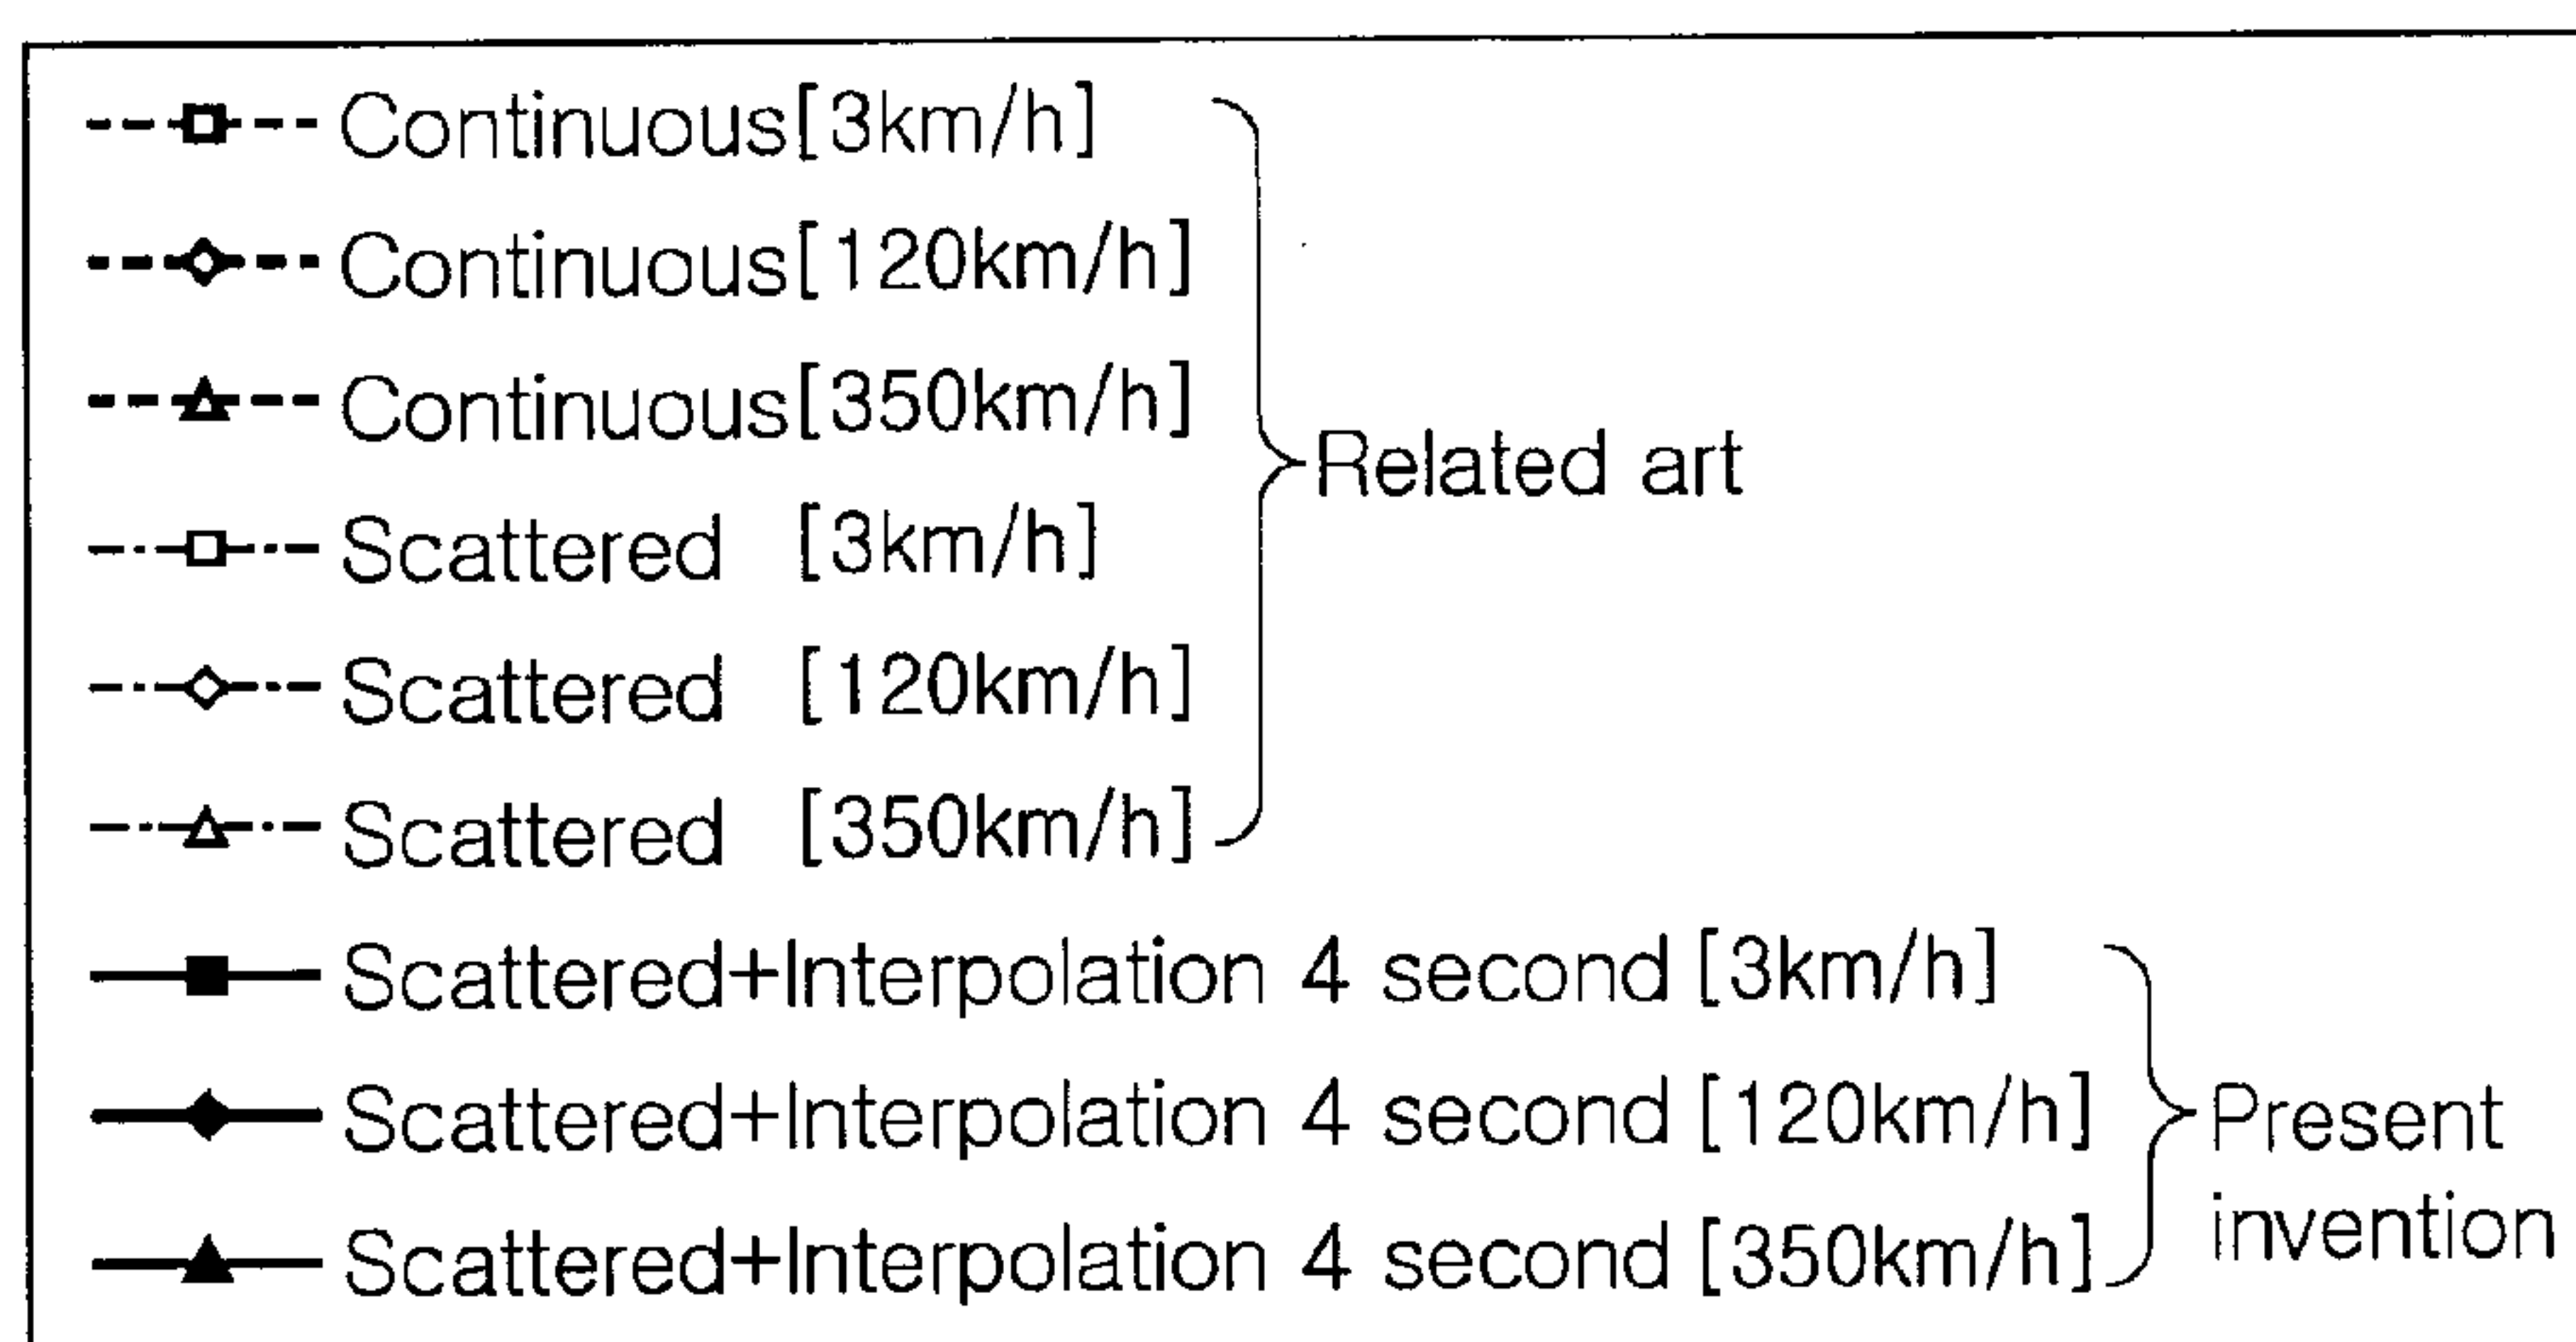 Continuous[3km/h]
Continuous[120km/h]
Continuous[350km/h]
Scattered [3km/h]
Scattered [120km/h]
Scattered [350km/h]
Related art
Scattered+Interpolation 4 second [3km/h]
Scattered+Interpolation 4 second [120km/h]
Scattered+Interpolation 4 second [350km/h]
Present
invention